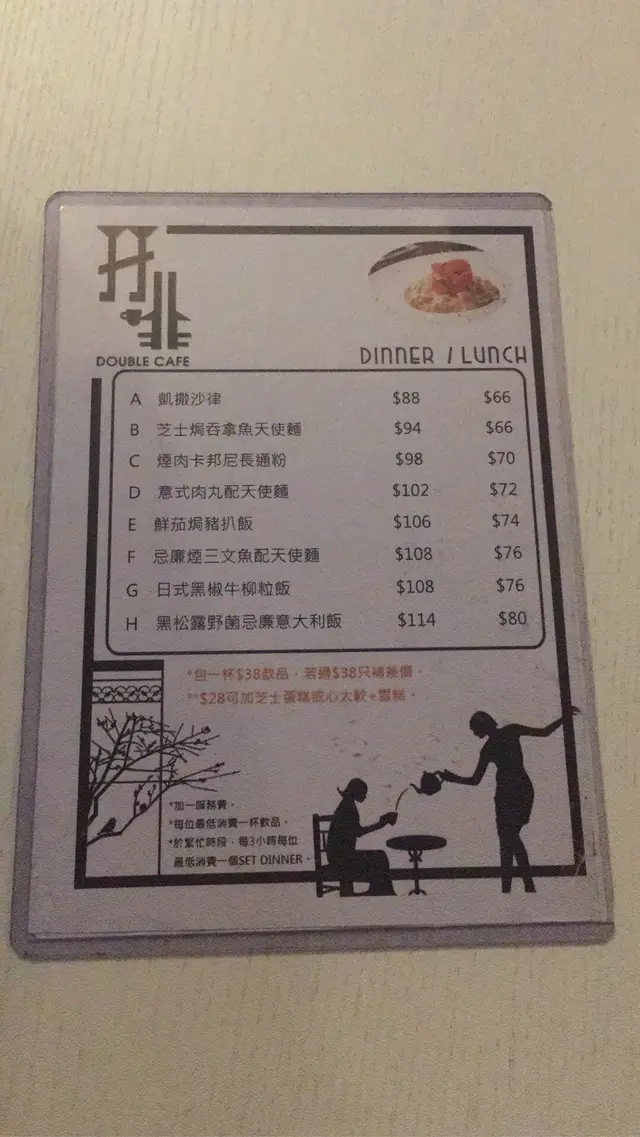 DOUBLE CAFE
DINNER / LUNCH
A 凱撒沙律 $88 $66
B 芝士焗吞拿魚天使麵 $94 $66
C 煙肉卡邦尼長通粉 $98 $70
D 意式肉丸配天使麵 $102 $72
E 鮮茄焗豬扒飯 $106 $74
F 忌廉煙三文魚配天使麵 $108 $76
G 日式黑椒牛柳粒飯 $108 $76
H 黑松露野菌忌廉意大利飯 $114 $80
*包一杯$38飲品，若過$38只補差價。
**$28可加芝士蛋糕或心太軟+雪糕。
*加一服務費。
*每位最低消費一杯飲品。
*於繁忙時段，每3小時每位
最低消費一個SET DINNER。